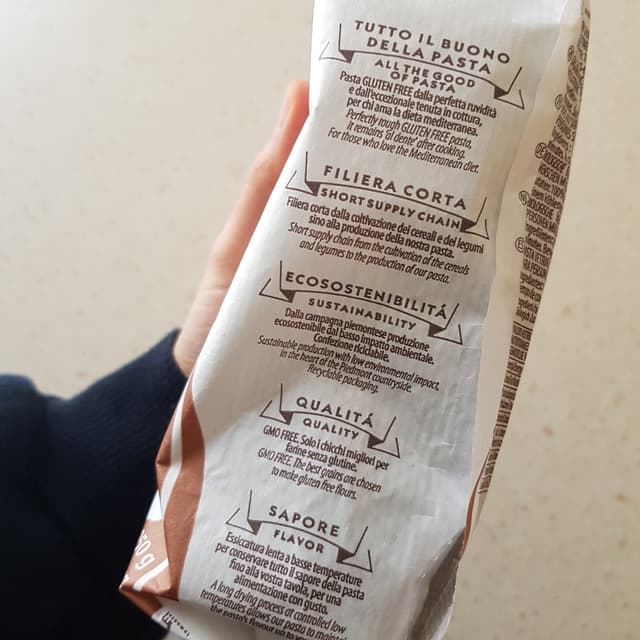 TUTTO IL BUONO
DELLA PASTA
ALL THE GOOD
OF PASTA
Pasta GLUTEN FREE dalla perfetta ruvidità
e dall'eccezionale tenuta in cottura,
per chi ama la dieta mediterranea.
Perfectly rough GLUTEN FREE pasta,
it remains 'al dente' after cooking.
For those who love the Mediterranean diet.
FILIERA CORTA
SHORT SUPPLY CHAIN
Filiera corta dalla coltivazione dei cereali e dei legumi
sino alla produzione della nostra pasta.
Short supply chain from the cultivation of the cereals
and legumes to the production of our pasta.
ECOSOSTENIBILITÁ
SUSTAINABILITY
Dalla campagna piemontese produzione
ecosostenibile dal basso impatto ambientale.
Confezione riciclabile.
Sustainable production with low environmental impact,
in the heart of the Piedmont countryside.
Recyclable packaging.
QUALITÁ
QUALITY
GMO FREE. Solo i chicchi migliori per
farine senza glutine.
GMO FREE. The best grains are chosen
to make gluten free flours.
SAPORE
FLAVOR
Essiccatura lenta a basse temperature
per conservare tutto il sapore della pasta
fino alla vostra tavola, per una
alimentazione con gusto.
A long drying process at controlled low
temperatures allows our pasta to maintain
the pasta's flavour up to
50 g